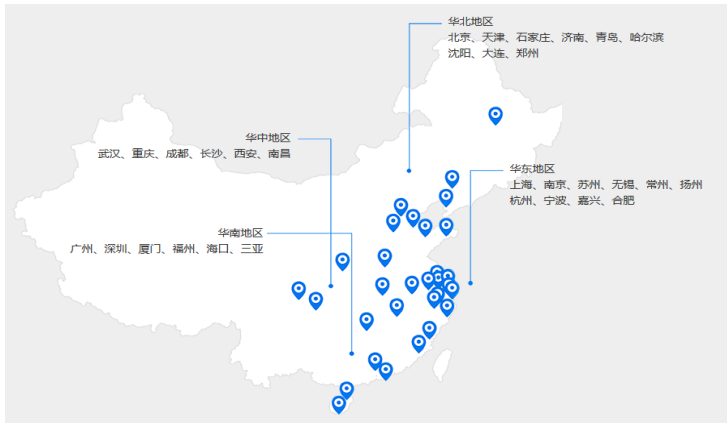 华北地区
北京、天津、石家庄、济南、青岛、哈尔滨
沈阳、大连、郑州
华中地区
武汉、重庆、成都、长沙、西安、南昌
华东地区
上海、南京、苏州、无锡、常州、扬州
杭州、宁波、嘉兴、合肥
华南地区
广州、深圳、厦门、福州、海口、三亚